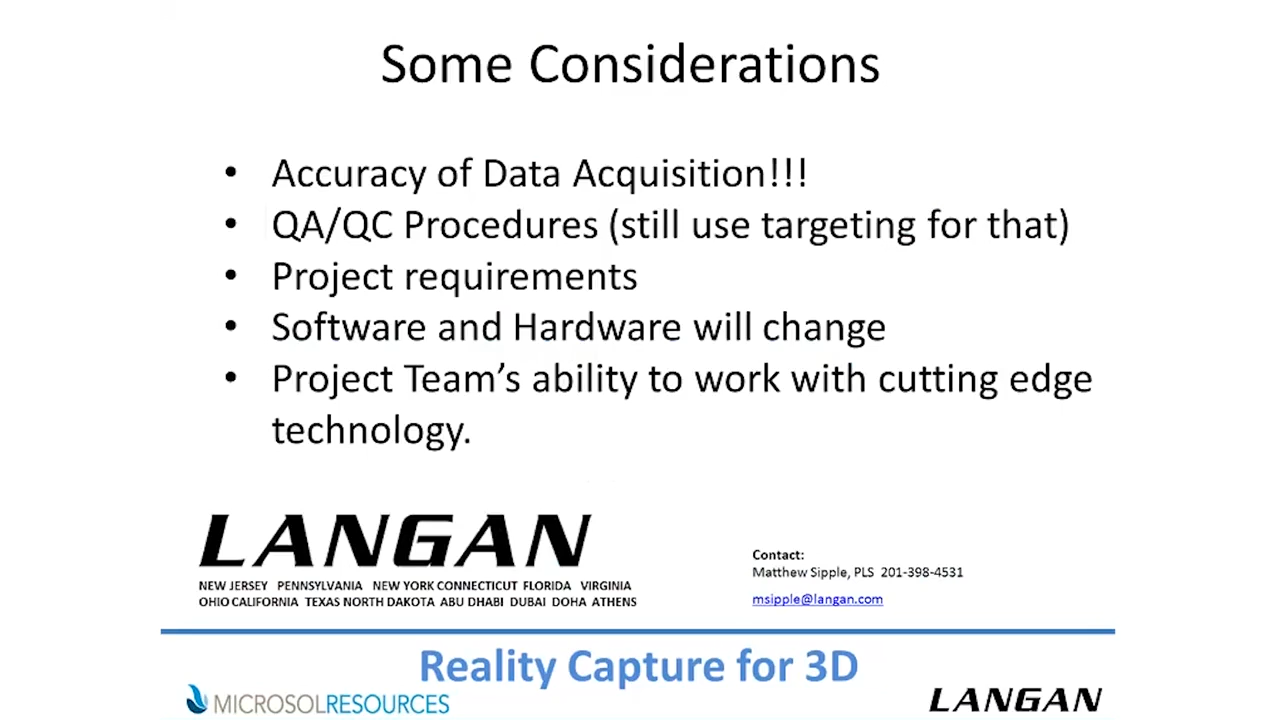 Some Considerations
• Accuracy of Data Acquisition!!!
• QA/QC Procedures (still use targeting for that)
• Project requirements
• Software and Hardware will change
• Project Team’s ability to work with cutting edge
technology.
LANGAN
NEW JERSEY PENNSYLVANIA NEW YORK CONNECTICUT FLORIDA VIRGINIA
OHIO CALIFORNIA TEXAS NORTH DAKOTA ABU DHABI DUBAI DOHA ATHENS
Contact:
Matthew Sipple, PLS 201-398-4531
msipple@langan.com
Reality Capture for 3D
MICROSOLRESOURCES
LANGAN